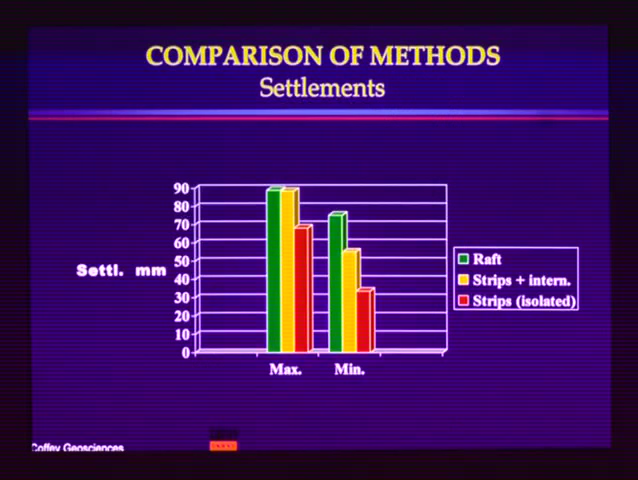 COMPARISON OF METHODS
Settlements
90
80
70
60
50
40
30
20
10
0
Settl. mm
Max. Min.
Raft
Strips + intern.
Strips (isolated)
Coffey Geosciences